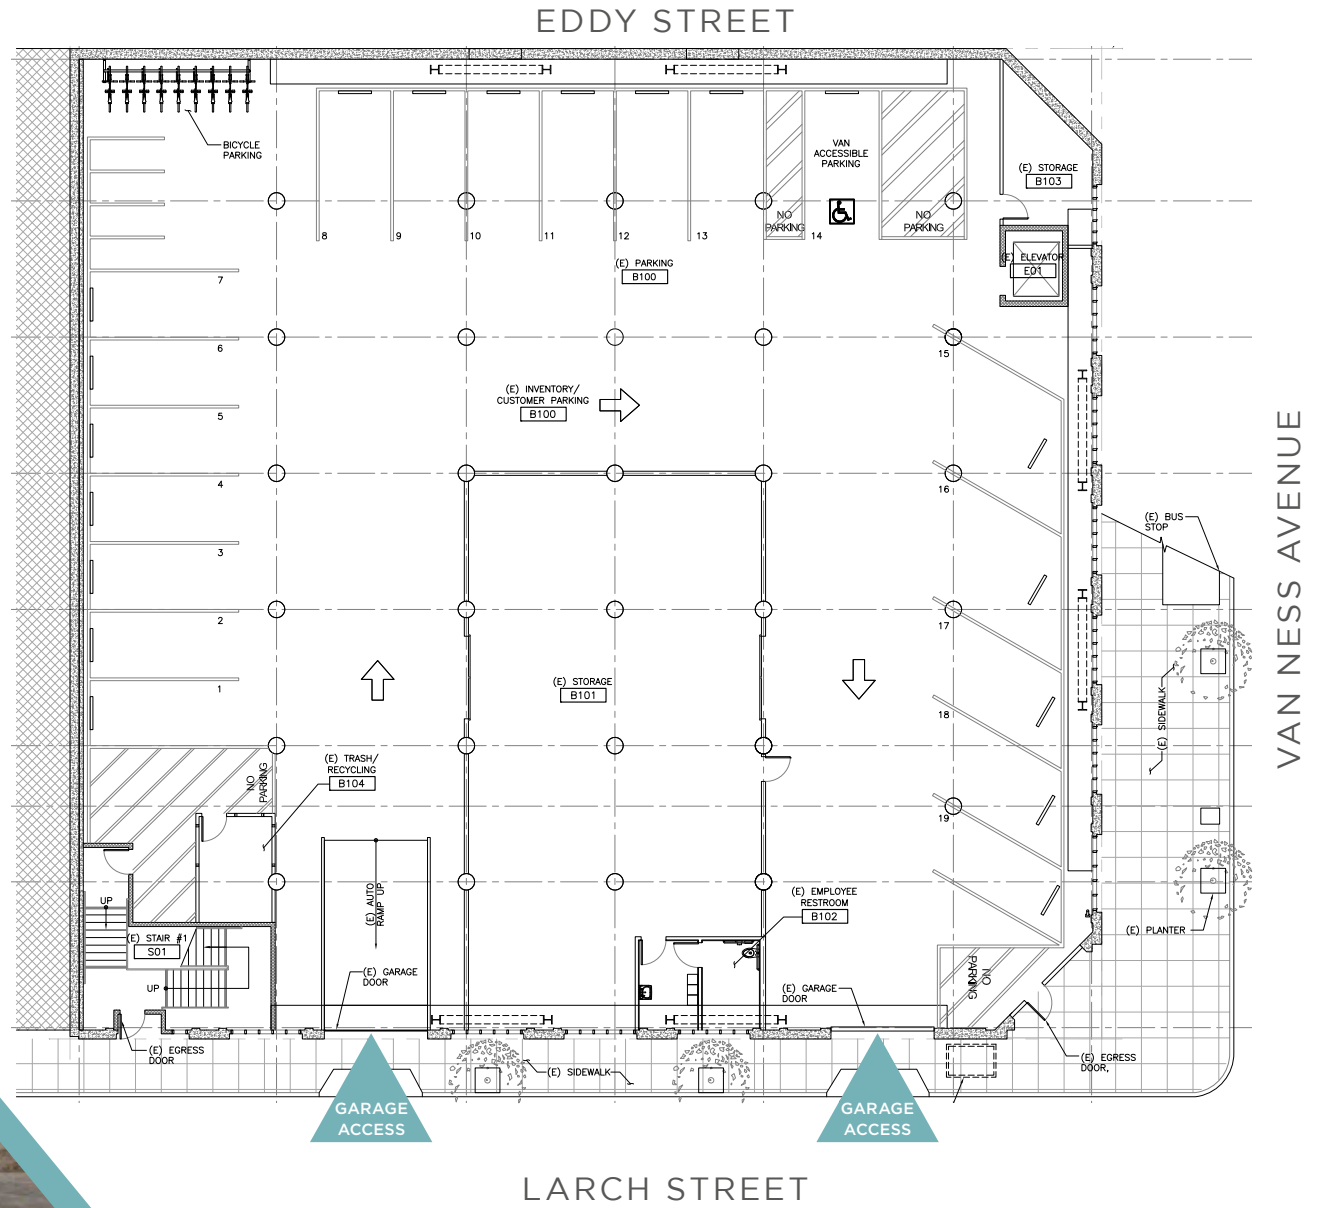 EDDY STREET
BICYCLE
PARKING
VAN
ACCESSIBLE
PARKING
(E) STORAGE
B103
NO
PARKING
NO
PARKING
8
9
10
11
12
13
14
(E) PARKING
B100
(E) ELEVATOR
E01
7
6
5
4
3
2
1
15
16
17
18
19
(E) INVENTORY/
CUSTOMER PARKING
B100
(E) BUS
STOP
VAN NESS AVENUE
(E) SIDEWALK
(E) STORAGE
B101
(E) TRASH/
RECYCLING
B104
NO
PARKING
(E) AUTO
RAMP UP
(E) EMPLOYEE
RESTROOM
B102
UP
(E) STAIR #1
S01
UP
(E) PLANTER
(E) GARAGE
DOOR
(E) GARAGE
DOOR
NO
PARKING
(E) EGRESS
DOOR
(E) SIDEWALK
(E) EGRESS
DOOR,
GARAGE
ACCESS
GARAGE
ACCESS
LARCH STREET